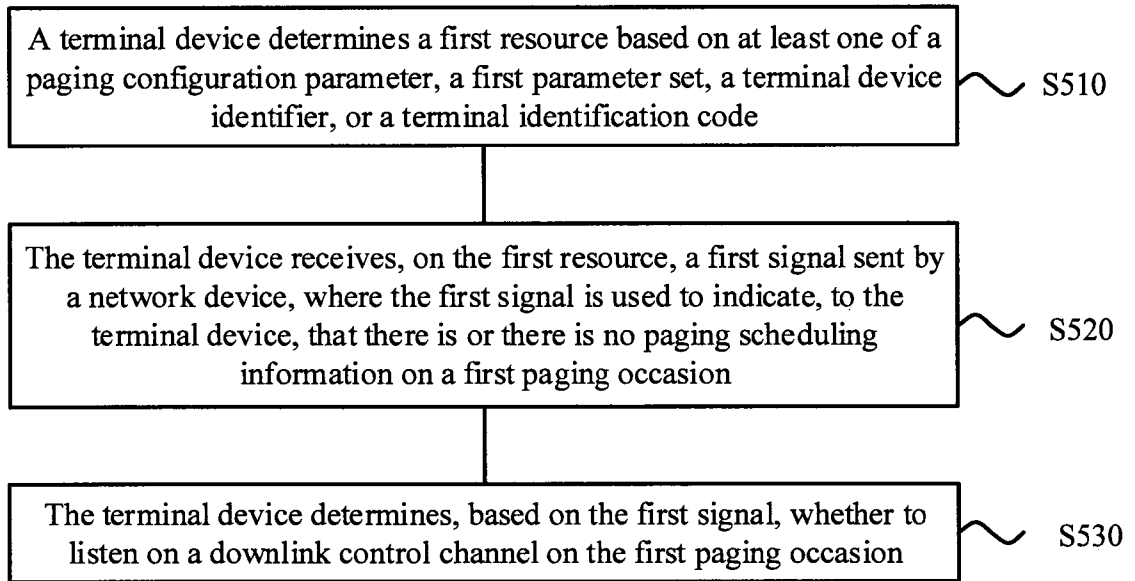 A terminal device determines a first resource based on at least one of a
paging configuration parameter, a first parameter set, a terminal device
identifier, or a terminal identification code
S510
The terminal device receives, on the first resource, a first signal sent by
a network device, where the first signal is used to indicate, to the
terminal device, that there is or there is no paging scheduling
information on a first paging occasion
S520
The terminal device determines, based on the first signal, whether to
listen on a downlink control channel on the first paging occasion
S530